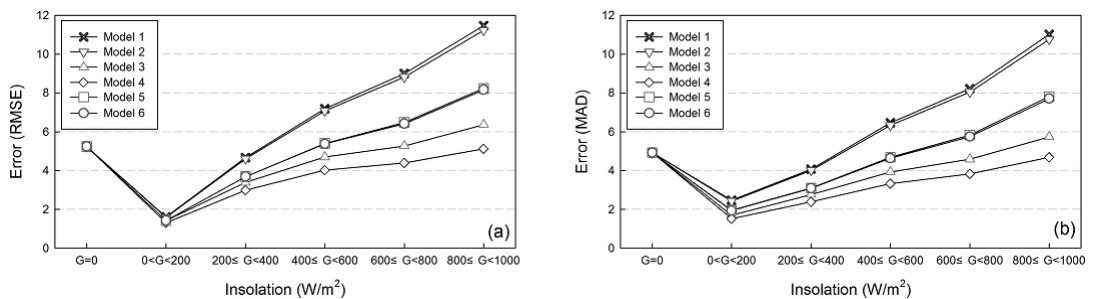 12
10
8
6
4
2
0
Error (RMSE)
Model 1
Model 2
Model 3
Model 4
Model 5
Model 6
(a)
G=0
0<G<200
200≤ G<400
400≤ G<600
600≤ G<800
800≤ G<1000
Insolation (W/m²)
12
10
8
6
4
2
0
Error (MAD)
Model 1
Model 2
Model 3
Model 4
Model 5
Model 6
(b)
G=0
0<G<200
200≤ G<400
400≤ G<600
600≤ G<800
800≤ G<1000
Insolation (W/m²)